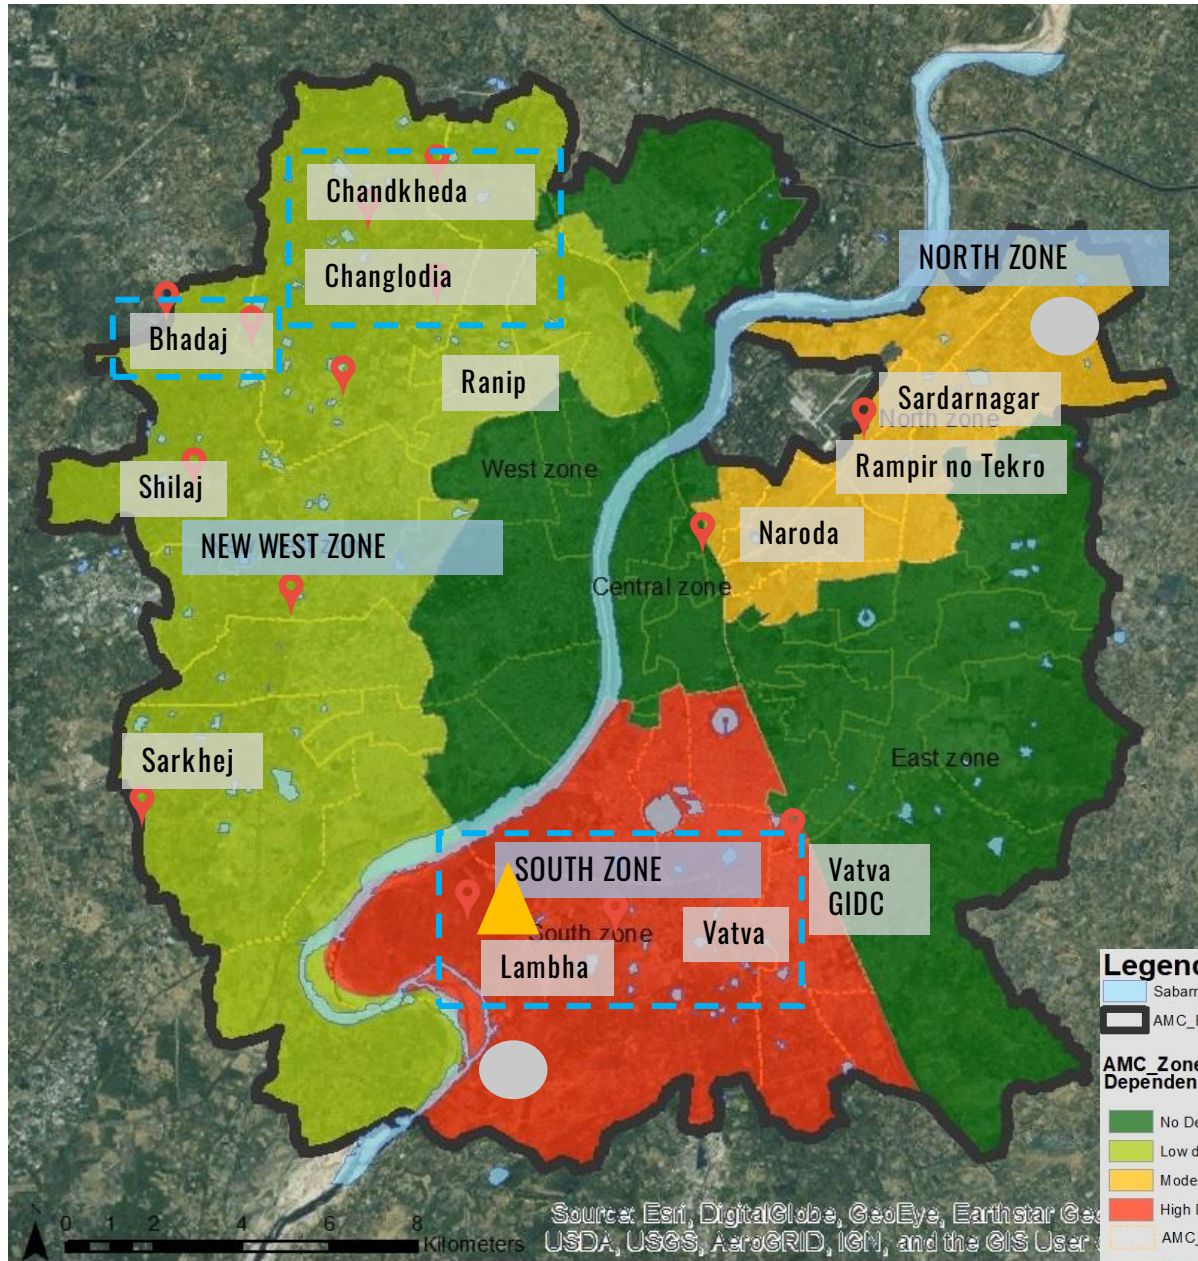 Chandkheda
NORTH ZONE
Changlodia
Bhadaj
Ranip
Sardarnagar
North zone
Rampir no Tekro
West zone
Shilaj
NEW WEST ZONE
Naroda
Central zone
Sarkhej
East zone
SOUTH ZONE
Vatva
GIDC
South zone
Vatva
Lambha
Legend
Sabarm
AMC_
AMC_Zone
Dependen
No De
Low d
Mode
High D
AMC_
N
0 1 2 4 6 8
Kilometers
Source: Esri, DigitalGlobe, GeoEye, Earthstar Geo
USDA, USGS, AeroGRID, IGN, and the GIS User